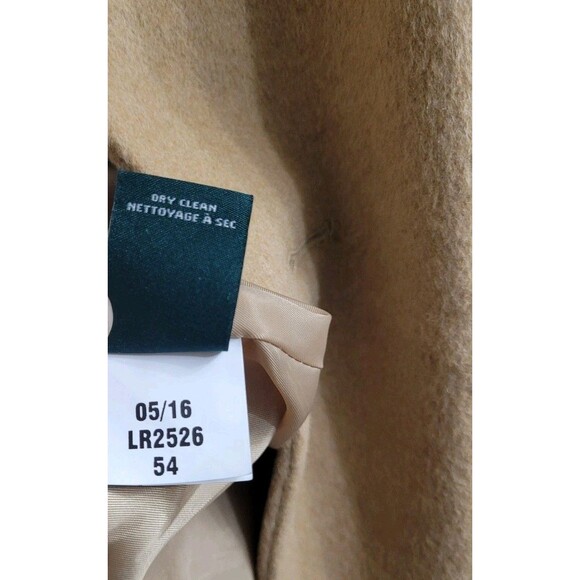 DRY CLEAN
NETTOYAGE À SEC
05/16
LR2526
54